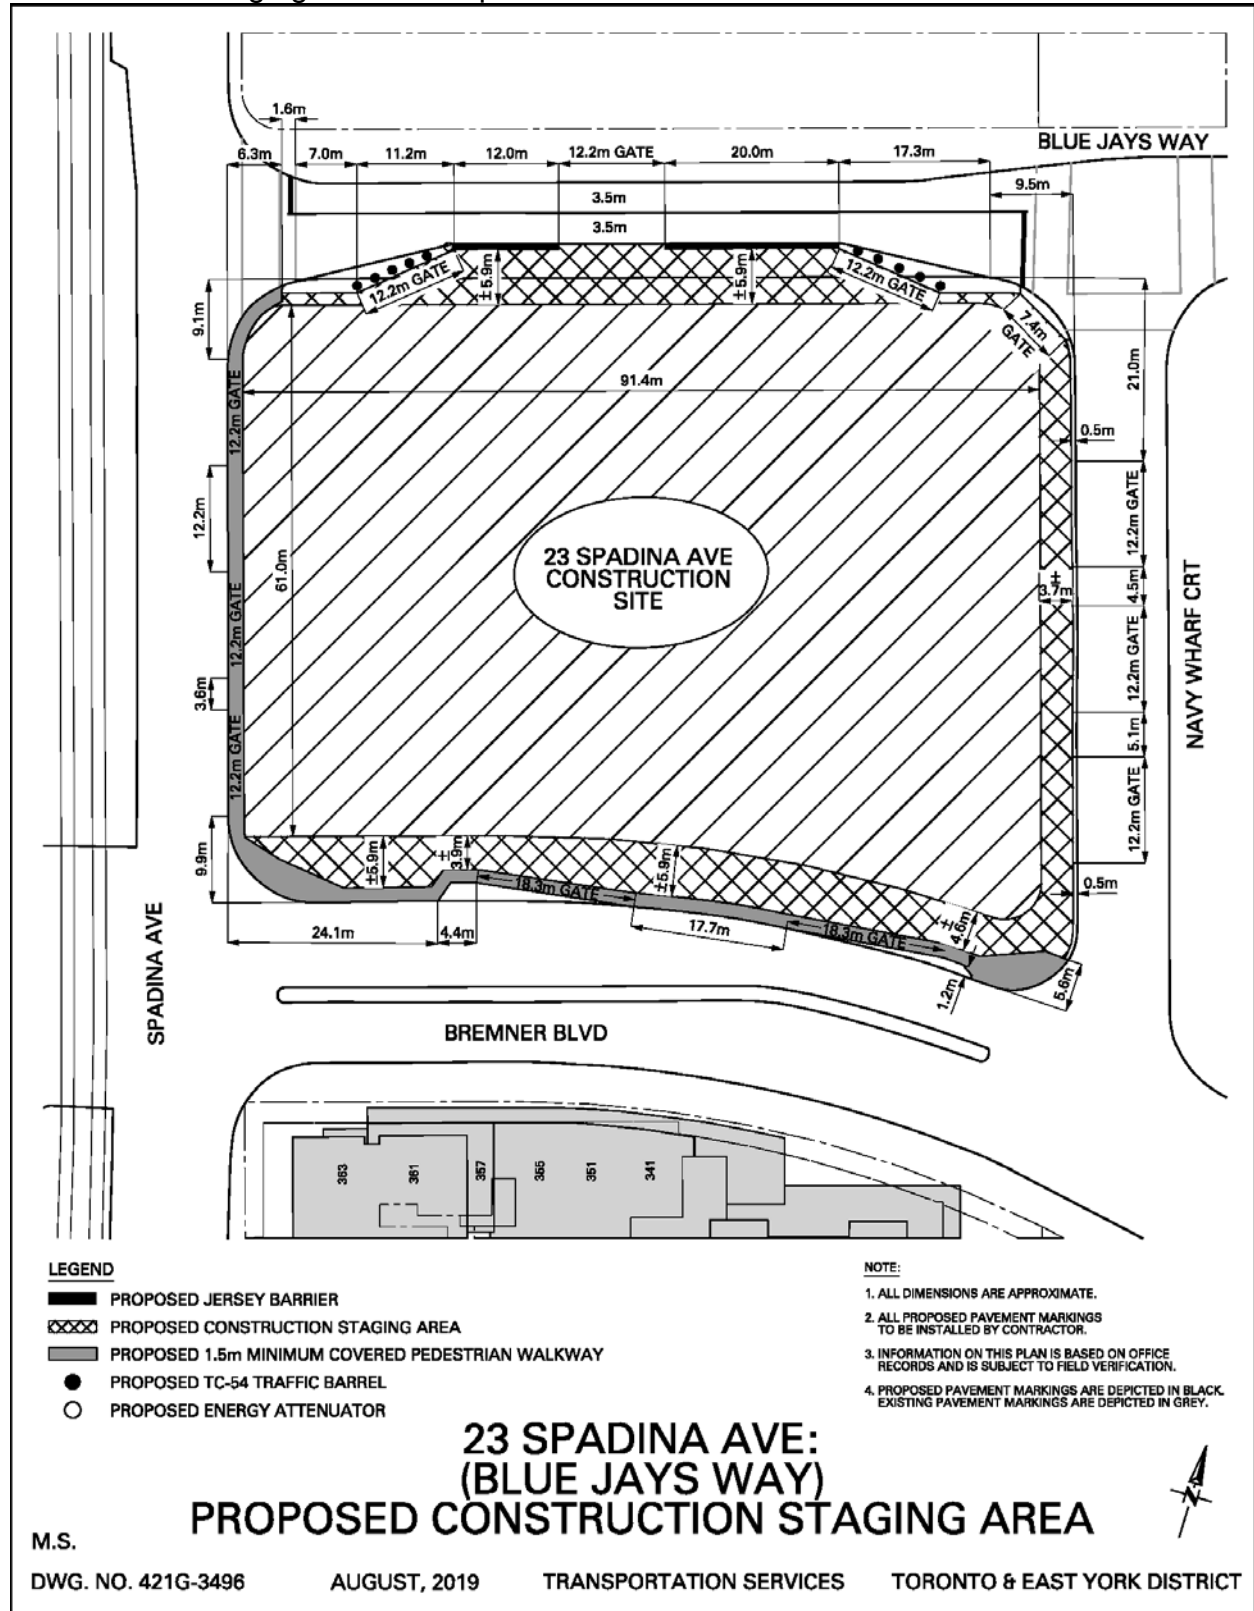 1.6m
BLUE JAYS WAY
6.3m 7.0m 11.2m 12.0m 12.2m GATE 20.0m 17.3m
9.5m
3.5m
3.5m
12.2m GATE
±5.9m
±5.9m
12.2m GATE
7.4m
GATE
9.1m
21.0m
91.4m
12.2m GATE
0.5m
12.2m
12.2m GATE
61.0m
23 SPADINA AVE
CONSTRUCTION
SITE
±
3.7m
4.5m
12.2m GATE
12.2m GATE
3.6m
NAVY WHARF CRT
5.1m
12.2m GATE
12.2m GATE
9.9m
±5.9m
±
3.9m
±5.9m
18.3m GATE
0.5m
24.1m
4.4m
17.7m
18.3m GATE
±
4.6m
1.2m
5.6m
SPADINA AVE
BREMNER BLVD
363 361 357 355 351 341
LEGEND
PROPOSED JERSEY BARRIER
PROPOSED CONSTRUCTION STAGING AREA
PROPOSED 1.5m MINIMUM COVERED PEDESTRIAN WALKWAY
PROPOSED TC-54 TRAFFIC BARREL
PROPOSED ENERGY ATTENUATOR
NOTE:
1. ALL DIMENSIONS ARE APPROXIMATE.
2. ALL PROPOSED PAVEMENT MARKINGS
TO BE INSTALLED BY CONTRACTOR.
3. INFORMATION ON THIS PLAN IS BASED ON OFFICE
RECORDS AND IS SUBJECT TO FIELD VERIFICATION.
4. PROPOSED PAVEMENT MARKINGS ARE DEPICTED IN BLACK.
EXISTING PAVEMENT MARKINGS ARE DEPICTED IN GREY.
23 SPADINA AVE:
(BLUE JAYS WAY)
PROPOSED CONSTRUCTION STAGING AREA
N
M.S.
DWG. NO. 421G-3496 AUGUST, 2019 TRANSPORTATION SERVICES TORONTO & EAST YORK DISTRICT